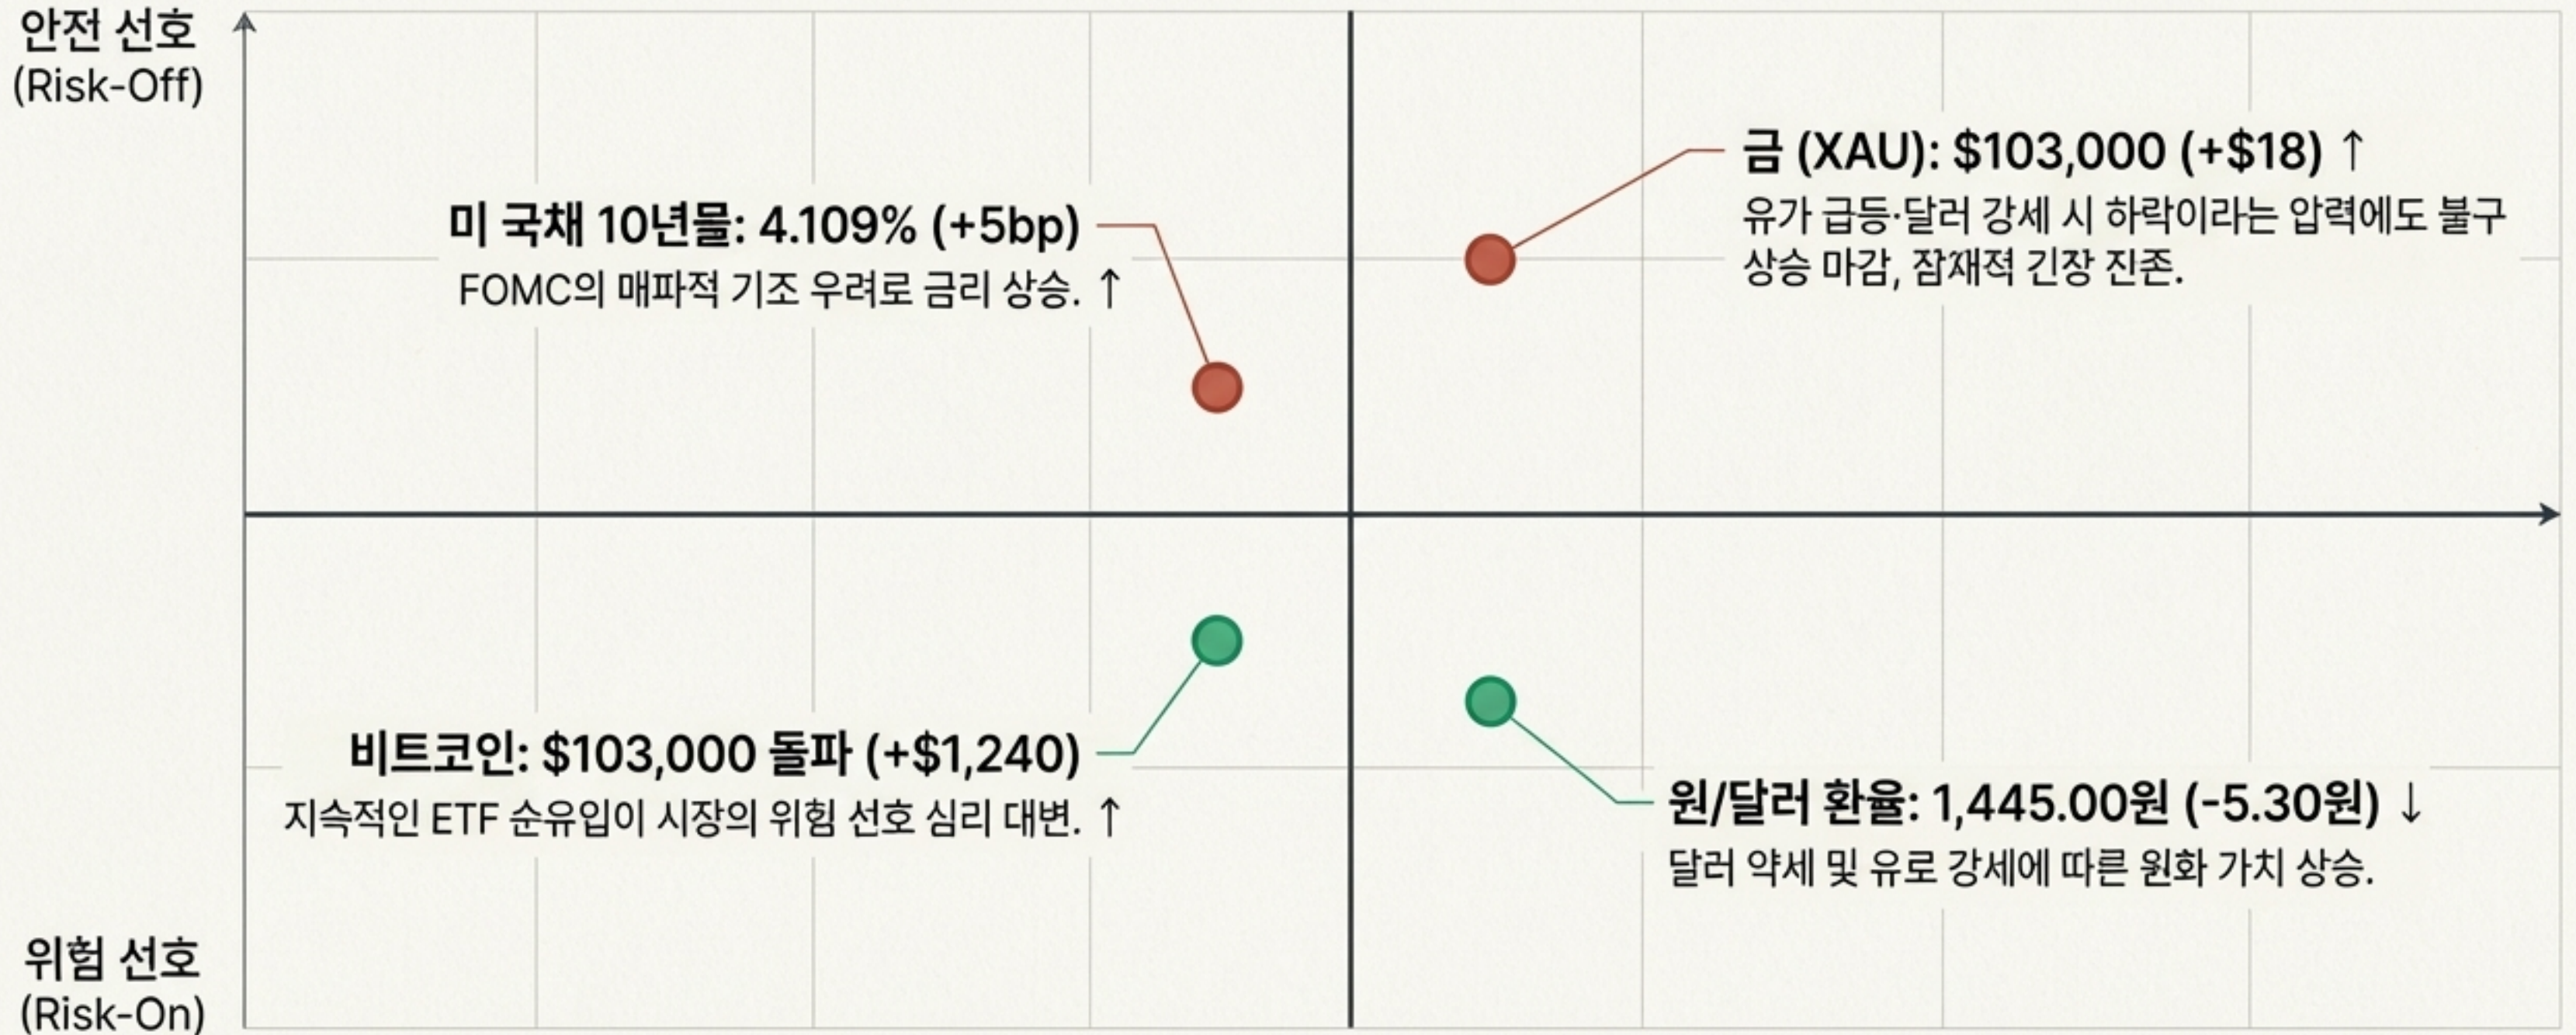 안전 선호
(Risk-Off)
금 (XAU): $103,000 (+$18) ↑
유가 급등·달러 강세 시 하락이라는 압력에도 불구
상승 마감, 잠재적 긴장 진존.
미 국채 10년물: 4.109% (+5bp)
FOMC의 매파적 기조 우려로 금리 상승. ↑
비트코인: $103,000 돌파 (+$1,240)
지속적인 ETF 순유입이 시장의 위험 선호 심리 대변. ↑
원/달러 환율: 1,445.00원 (-5.30원) ↓
달러 약세 및 유로 강세에 따른 원화 가치 상승.
위험 선호
(Risk-On)